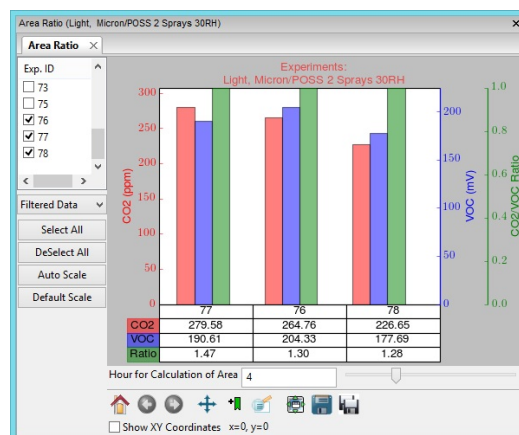 Area Ratio (Light, Micron/POSS 2 Sprays 30RH)
Area Ratio
Exp. ID
73
75
76
77
78
Filtered Data
Select All
DeSelect All
Auto Scale
Default Scale
Experiments:
Light, Micron/POSS 2 Sprays 30RH
CO2 (ppm)
300
250
200
150
100
50
0
VOC (mV)
200
150
100
50
0
CO2/VOC Ratio
1.0
0.8
0.6
0.4
0.2
0.0
77 76 78
CO2 279.58 264.76 226.65
VOC 190.61 204.33 177.69
Ratio 1.47 1.30 1.28
Hour for Calculation of Area 4
Show XY Coordinates x=0, y=0